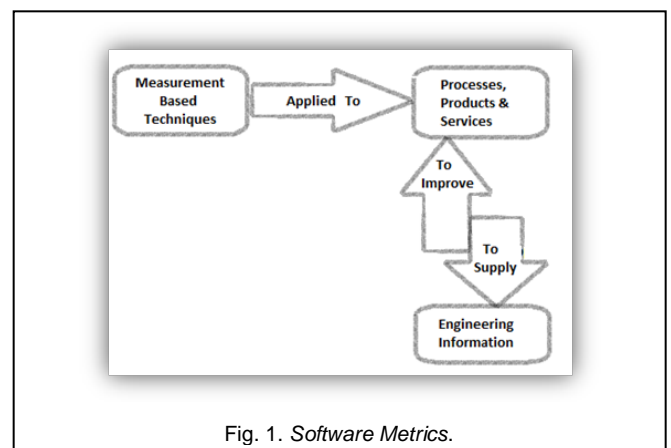 Measurement
Based
Techniques
Applied To
Processes,
Products &
Services
To
Improve
To
Supply
Engineering
Information
Fig. 1. Software Metrics.